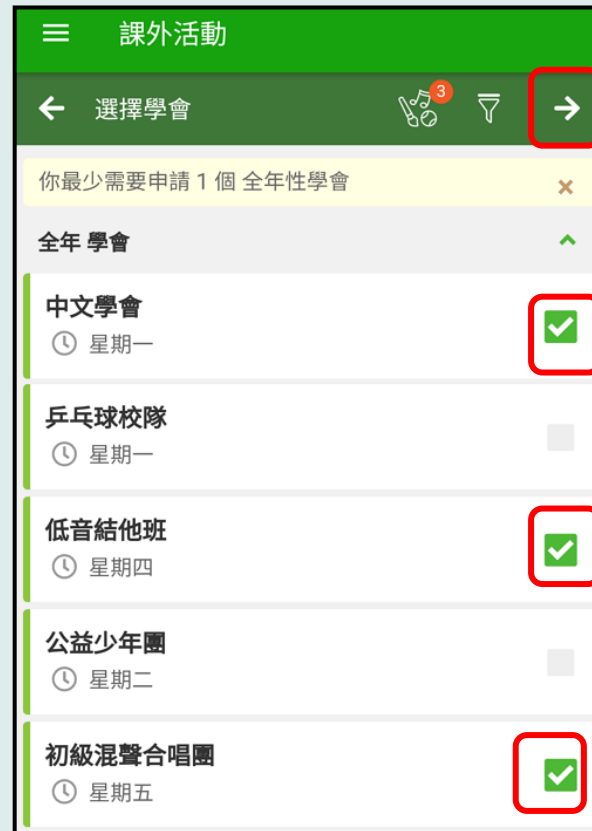 課外活動
選擇學會
3
你最少需要申請 1 個 全年性學會
全年 學會
中文學會
星期一
乒乓球校隊
星期一
低音結他班
星期四
公益少年團
星期二
初級混聲合唱團
星期五